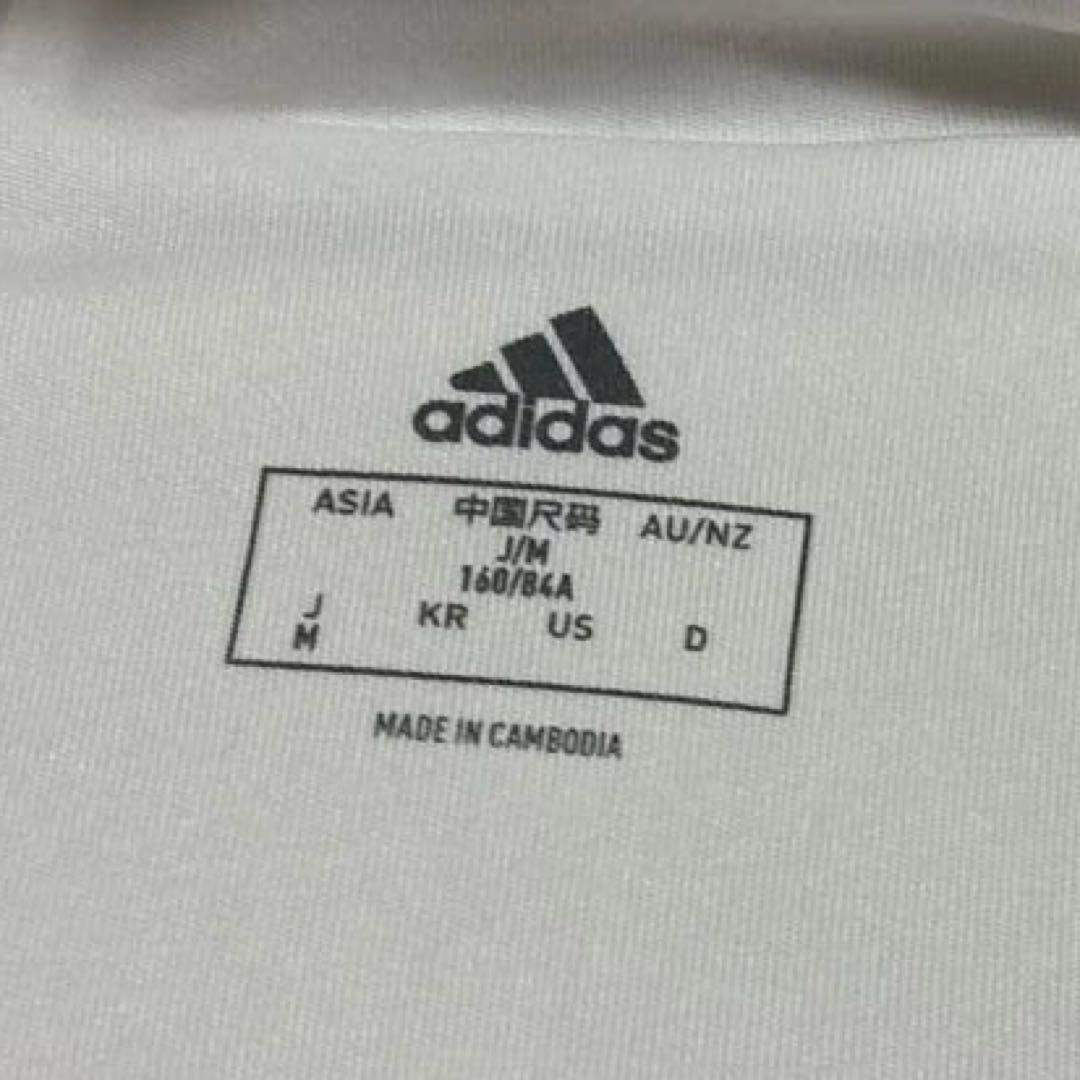 adidas
ASIA 中国尺码 AU/NZ
J/M
160/84A
J KR US D
M
MADE IN CAMBODIA